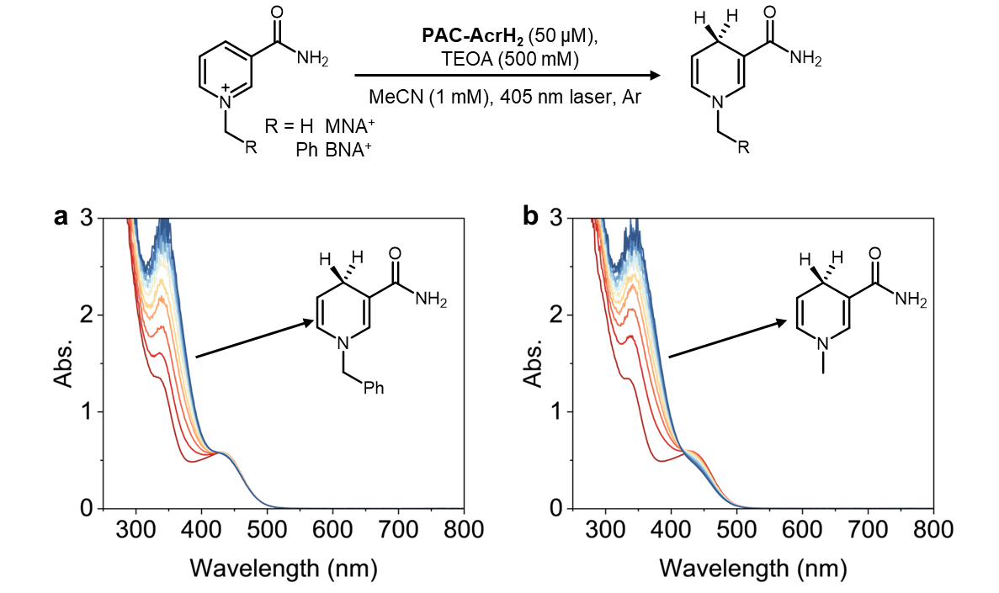 O
NH₂
N
+
R
R = H MNA⁺
Ph BNA⁺
PAC-AcrH₂ (50 µM),
TEOA (500 mM)
MeCN (1 mM), 405 nm laser, Ar
H H O
NH₂
N
R
a
3
2
1
0
Abs.
300 400 500 600 700 800
Wavelength (nm)
H H O
NH₂
N
Ph
b
3
2
1
0
Abs.
300 400 500 600 700 800
Wavelength (nm)
H H O
NH₂
N